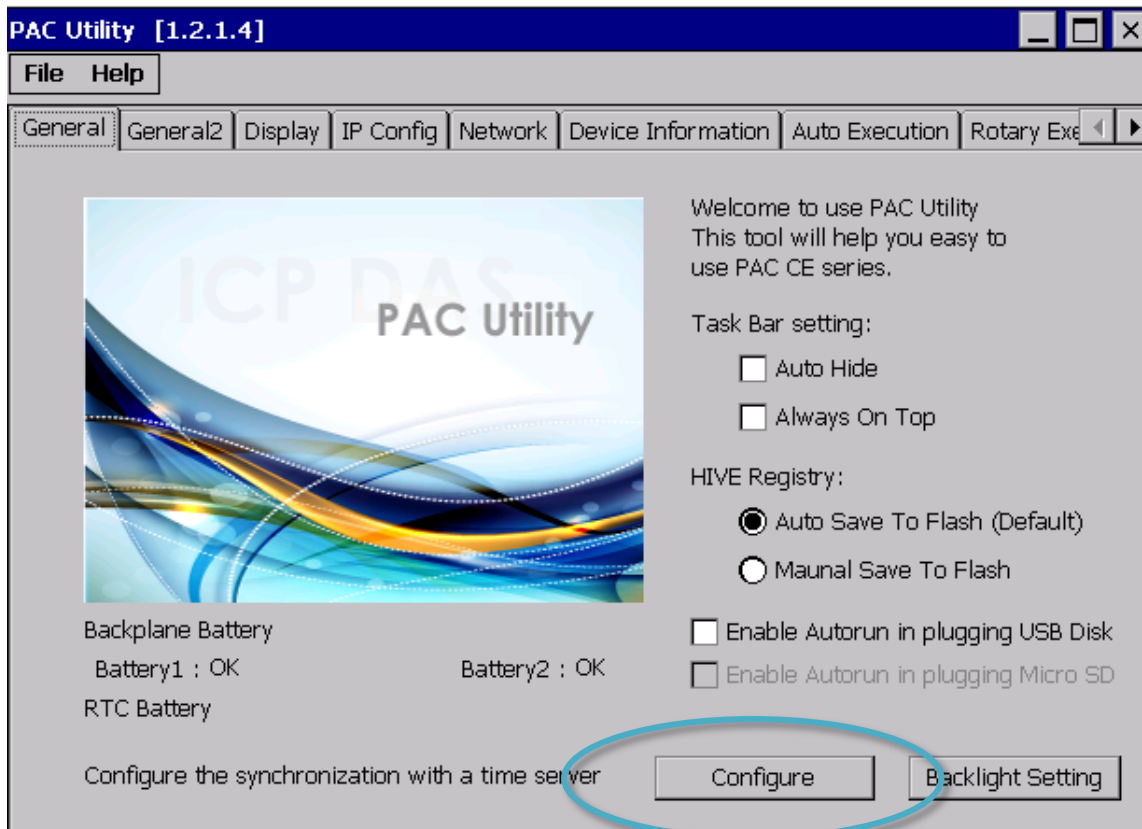 PAC Utility [1.2.1.4]
File Help
General General2 Display IP Config Network Device Information Auto Execution Rotary Exe
ICP DAS
PAC Utility
Welcome to use PAC Utility
This tool will help you easy to
use PAC CE series.
Task Bar setting:
Auto Hide
Always On Top
HIVE Registry:
Auto Save To Flash (Default)
Maunal Save To Flash
Backplane Battery
Battery1 : OK Battery2 : OK
RTC Battery
Enable Autorun in plugging USB Disk
Enable Autorun in plugging Micro SD
Configure the synchronization with a time server Configure Backlight Setting